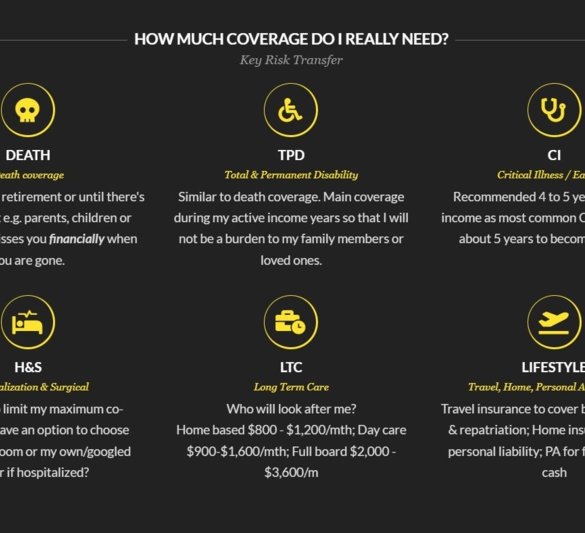 HOW MUCH COVERAGE DO I REALLY NEED?
Key Risk Transfer
DEATH
eath coverage
retirement or until there's
e.g. parents, children or
sses you financially when
ou are gone.
TPD
Total & Permanent Disability
Similar to death coverage. Main coverage
during my active income years so that I will
not be a burden to my family members or
loved ones.
CI
Critical Illness / Ea
Recommended 4 to 5 ye
income as most common C
about 5 years to becom
H&S
alization & Surgical
limit my maximum co-
ave an option to choose
oom or my own/googled
r if hospitalized?
LTC
Long Term Care
Who will look after me?
Home based $800 - $1,200/mth; Day care
$900-$1,600/mth; Full board $2,000 -
$3,600/m
LIFESTYLE
Travel, Home, Personal A
Travel insurance to cover b
& repatriation; Home insu
personal liability; PA for f
cash